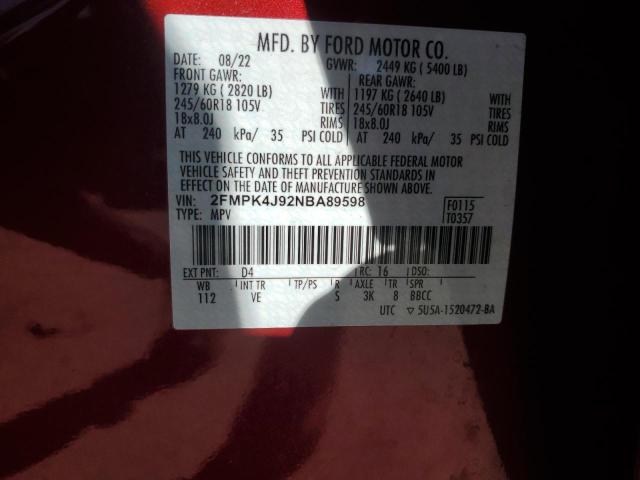 MFD. BY FORD MOTOR CO.
DATE: 08/22 GVWR: 2449 KG ( 5400 LB)
FRONT GAWR: REAR GAWR:
1279 KG ( 2820 LB) WITH 1197 KG ( 2640 LB) WITH
245/60R18 105V TIRES 245/60R18 105V TIRES
18x8.0J RIMS 18x8.0J RIMS
AT 240 kPa/ 35 PSI COLD AT 240 kPa/ 35 PSI COLD
THIS VEHICLE CONFORMS TO ALL APPLICABLE FEDERAL MOTOR
VEHICLE SAFETY AND BUMPER AND THEFT PREVENTION STANDARDS IN
EFFECT ON THE DATE OF MANUFACTURE SHOWN ABOVE.
VIN: 2FMPK4J92NBA89598 F0115
TYPE: MPV T0357
EXT PNT: D4 RC: 16 DSO:
WB INT TR TP/PS R AXLE TR SPR
112 VE S 3K 8 BBCC
UTC ▽ 5U5A-1520472-BA